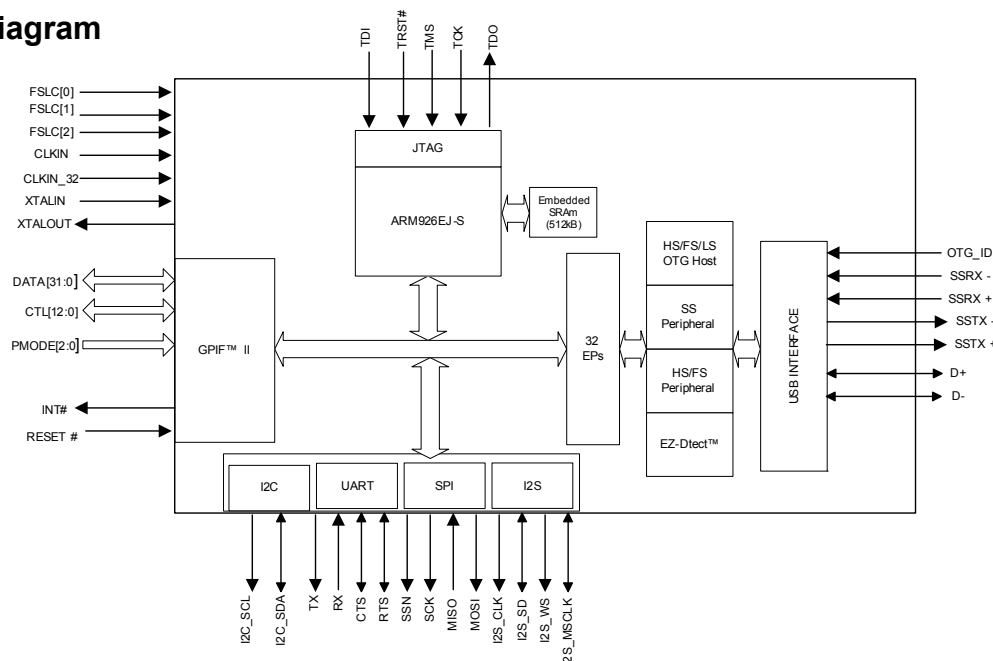 iagram
TDI
TRST#
TMS
TCK
TDO
FSLC[0]
FSLC[1]
FSLC[2]
CLKIN
CLKIN_32
XTALIN
XTALOUT
DATA[31:0]
CTL[12:0]
PMODE[2:0]
INT#
RESET #
JTAG
ARM926EJ-S
Embedded
SRAm
(512kB)
GPIF™ II
32
EPs
HS/FS/LS
OTG Host
SS
Peripheral
HS/FS
Peripheral
EZ-Dtect™
USB INTERFACE
OTG_ID
SSRX -
SSRX +
SSTX -
SSTX +
D+
D-
I2C
UART
SPI
I2S
I2C_SCL
I2C_SDA
TX
RX
CTS
RTS
SSN
SCK
MISO
MOSI
I2S_CLK
I2S_SD
I2S_WS
I2S_MSCLK